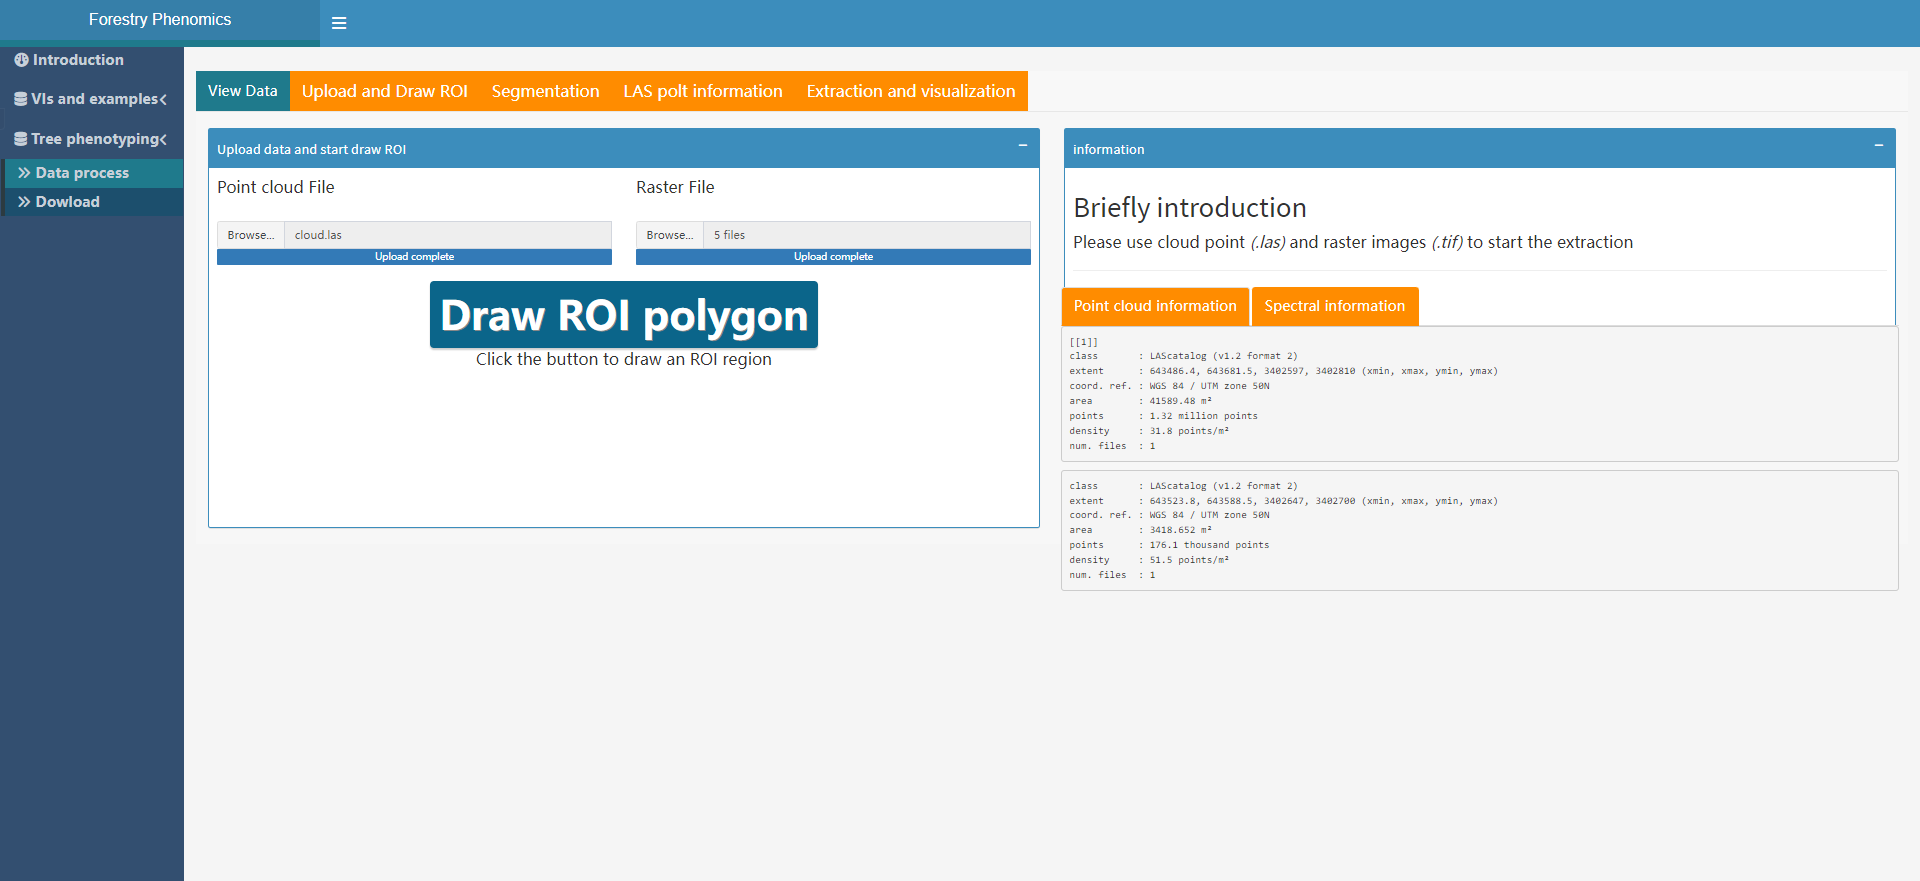 Forestry Phenomics
Introduction
VIs and examples
Tree phenotyping
Data process
Dowload
View Data
Upload and Draw ROI
Segmentation
LAS polt information
Extraction and visualization
Upload data and start draw ROI
Point cloud File
Raster File
Browse...
cloud.las
Browse...
5 files
Upload complete
Upload complete
Draw ROI polygon
Click the button to draw an ROI region
information
Briefly introduction
Please use cloud point (.las) and raster images (.tif) to start the extraction
Point cloud information
Spectral information
[[1]]
class : LAScatalog (v1.2 format 2)
extent : 643486.4, 643681.5, 3402597, 3402810 (xmin, xmax, ymin, ymax)
coord. ref. : WGS 84 / UTM zone 50N
area : 41589.48 m²
points : 1.32 million points
density : 31.8 points/m²
num. files : 1
class : LAScatalog (v1.2 format 2)
extent : 643523.8, 643588.5, 3402647, 3402700 (xmin, xmax, ymin, ymax)
coord. ref. : WGS 84 / UTM zone 50N
area : 3418.652 m²
points : 176.1 thousand points
density : 51.5 points/m²
num. files : 1